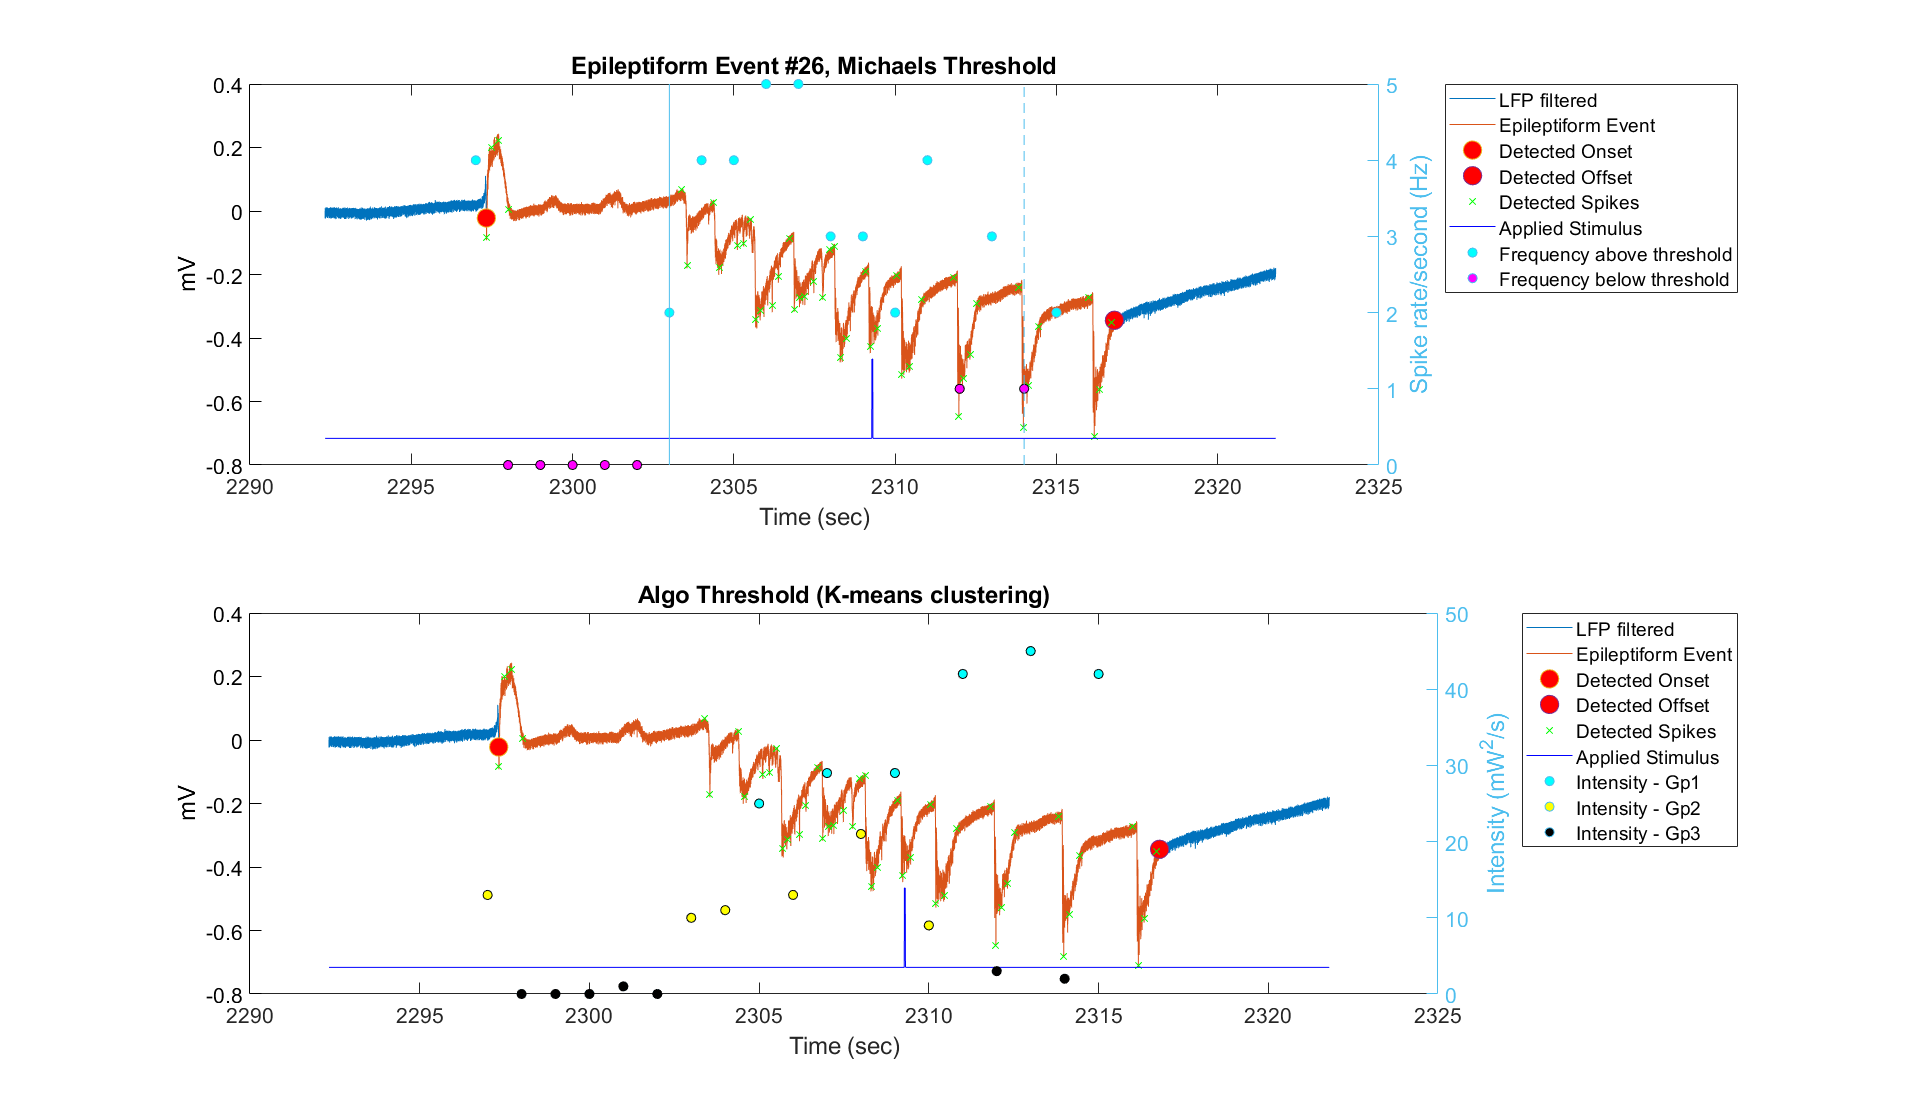 Epileptiform Event #26, Michaels Threshold
0.4
0.2
0
-0.2
-0.4
-0.6
-0.8
mV
2290
2295
2300
2305
2310
2315
2320
2325
Time (sec)
5
4
3
2
1
0
Spike rate/second (Hz)
LFP filtered
Epileptiform Event
Detected Onset
Detected Offset
Detected Spikes
Applied Stimulus
Frequency above threshold
Frequency below threshold
Algo Threshold (K-means clustering)
0.4
0.2
0
-0.2
-0.4
-0.6
-0.8
mV
2290
2295
2300
2305
2310
2315
2320
2325
Time (sec)
50
40
30
20
10
0
Intensity (mW²/s)
LFP filtered
Epileptiform Event
Detected Onset
Detected Offset
Detected Spikes
Applied Stimulus
Intensity - Gp1
Intensity - Gp2
Intensity - Gp3